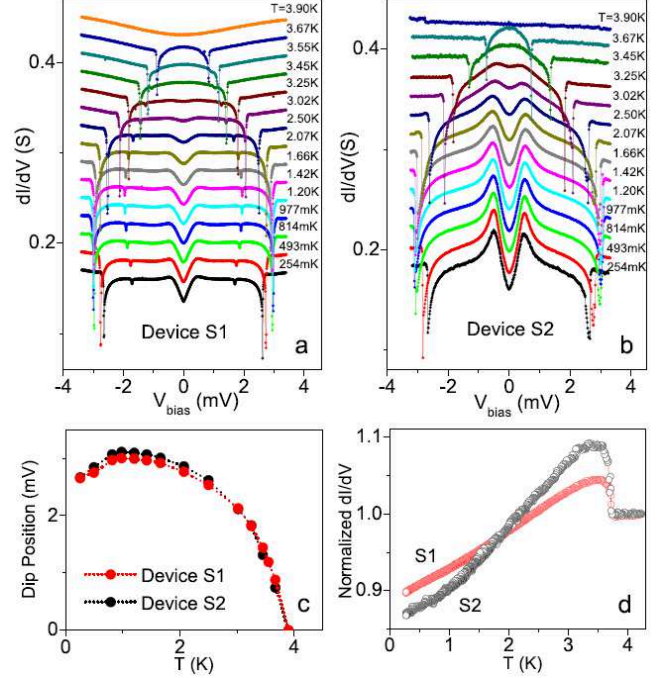 T=3.90K
3.67K
3.55K
3.45K
3.25K
3.02K
2.50K
2.07K
1.66K
1.42K
1.20K
977mK
814mK
493mK
254mK
0.4
0.2
dI/dV (S)
Device S1
a
-4
-2
0
2
4
V_bias (mV)
T=3.90K
3.67K
3.45K
3.25K
3.02K
2.50K
2.07K
1.66K
1.42K
1.20K
977mK
814mK
493mK
254mK
0.4
0.2
dI/dV(S)
Device S2
b
-4
-2
0
2
4
V_bias (mV)
Dip Position (mV)
2
0
Device S1
Device S2
c
0
2
4
T (K)
Normalized dI/dV
1.1
1.0
0.9
S1
S2
d
0
1
2
3
4
T (K)